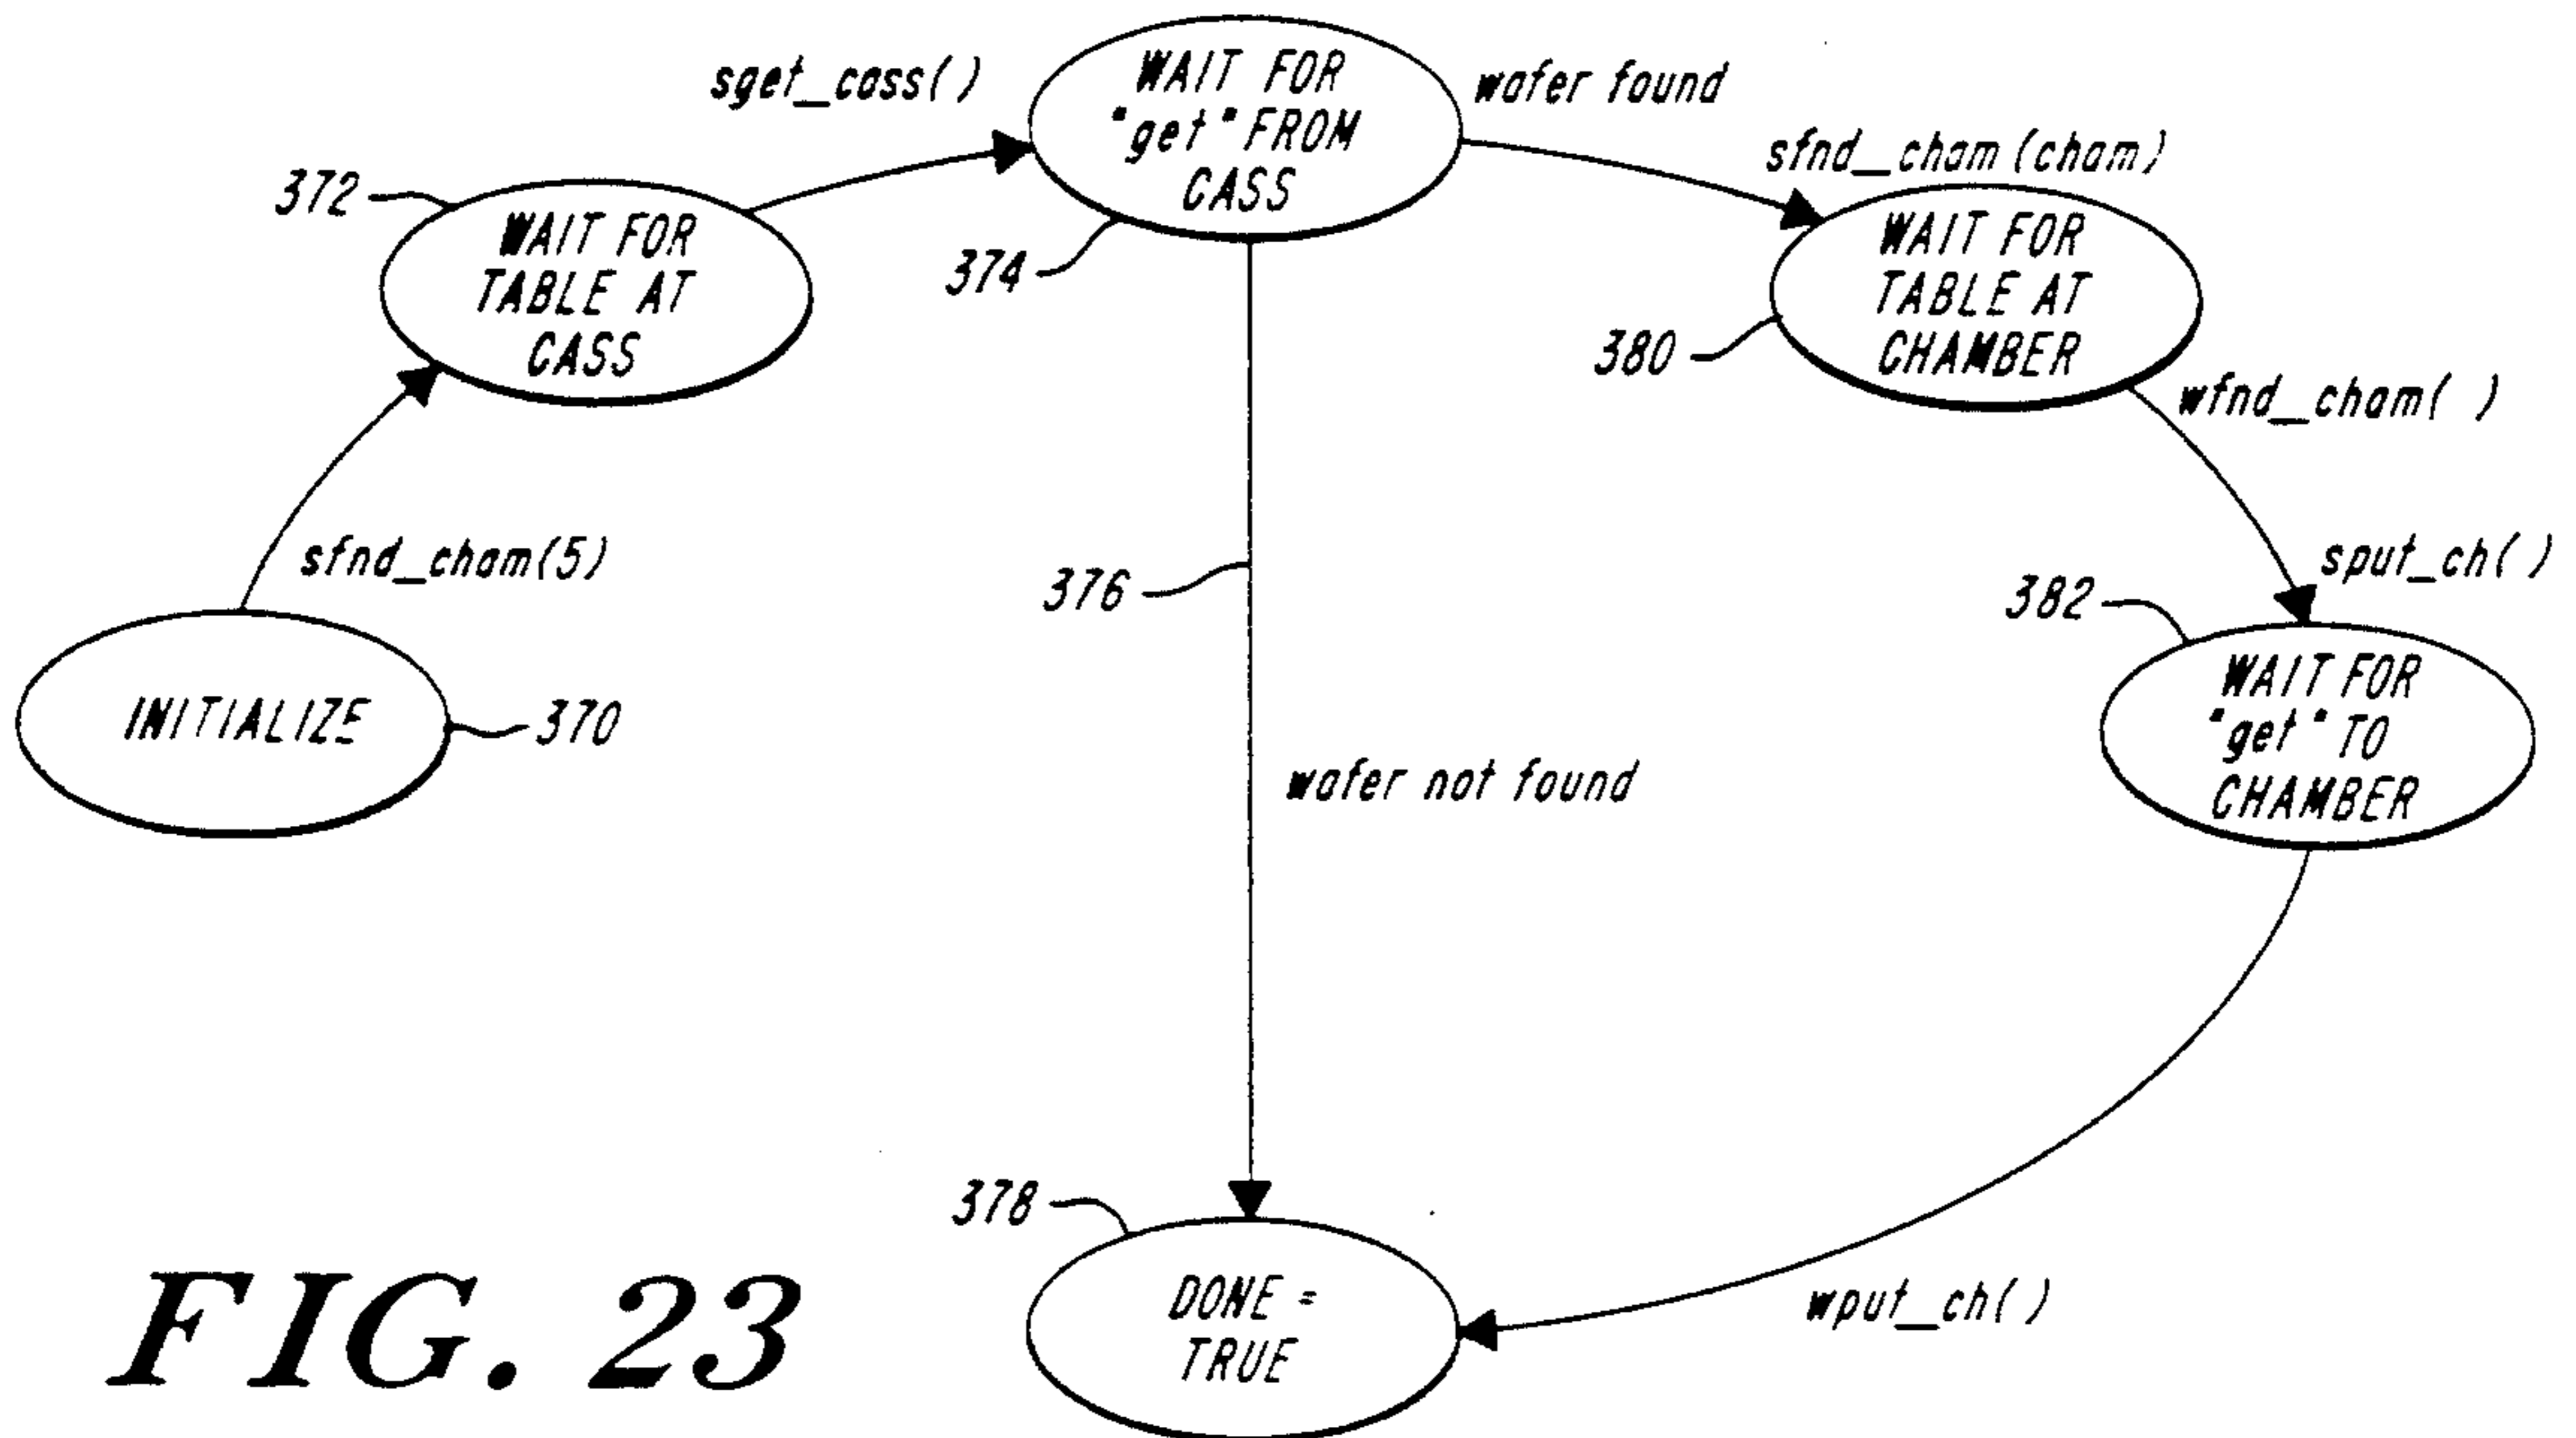 sget_cass()
WAIT FOR
"get" FROM
CASS
wafer found
372
WAIT FOR
TABLE AT
CASS
374
sfnd_cham(cham)
WAIT FOR
TABLE AT
CHAMBER
380
wfnd_cham( )
sfnd_cham(5)
376
sput_ch()
382
INITIALIZE
370
wafer not found
WAIT FOR
"get" TO
CHAMBER
378
DONE =
TRUE
wput_ch()
FIG. 23